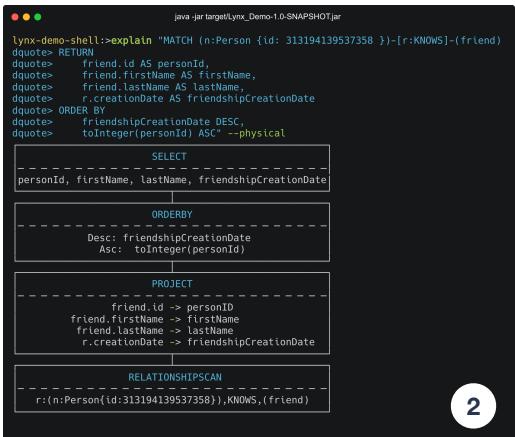 java -jar target/Lynx_Demo-1.0-SNAPSHOT.jar
lynx-demo-shell:>explain "MATCH (n:Person {id: 313194139537358 })-[r:KNOWS]-(friend)
dquote> RETURN
dquote>     friend.id AS personId,
dquote>     friend.firstName AS firstName,
dquote>     friend.lastName AS lastName,
dquote>     r.creationDate AS friendshipCreationDate
dquote> ORDER BY
dquote>     friendshipCreationDate DESC,
dquote>     toInteger(personId) ASC" --physical
SELECT
personId, firstName, lastName, friendshipCreationDate
ORDERBY
Desc: friendshipCreationDate
Asc:  toInteger(personId)
PROJECT
friend.id -> personID
friend.firstName -> firstName
friend.lastName -> lastName
r.creationDate -> friendshipCreationDate
RELATIONSHIPSCAN
r:(n:Person{id:313194139537358}),KNOWS,(friend)
2